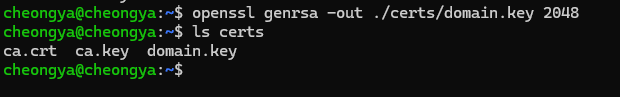 cheongya@cheongya:~$ openssl genrsa -out ./certs/domain.key 2048
cheongya@cheongya:~$ ls certs
ca.crt  ca.key  domain.key
cheongya@cheongya:~$